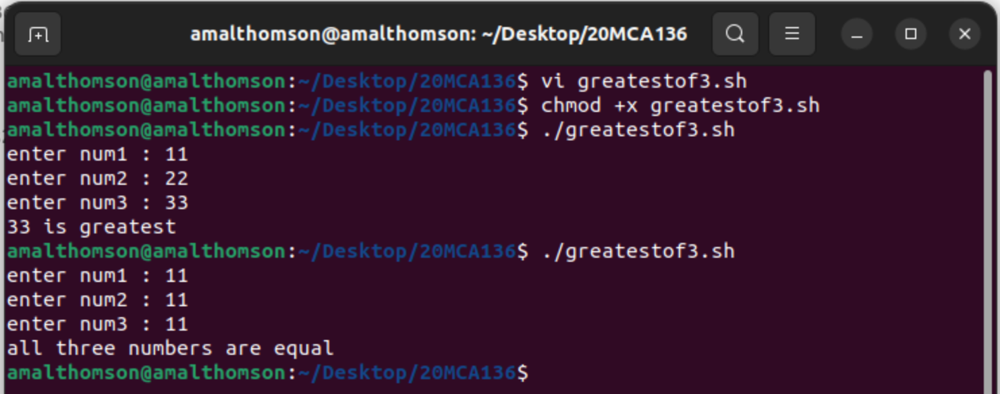 amalthomson@amalthomson: ~/Desktop/20MCA136
amalthomson@amalthomson:~/Desktop/20MCA136$ vi greatestof3.sh
amalthomson@amalthomson:~/Desktop/20MCA136$ chmod +x greatestof3.sh
amalthomson@amalthomson:~/Desktop/20MCA136$ ./greatestof3.sh
enter num1 : 11
enter num2 : 22
enter num3 : 33
33 is greatest
amalthomson@amalthomson:~/Desktop/20MCA136$ ./greatestof3.sh
enter num1 : 11
enter num2 : 11
enter num3 : 11
all three numbers are equal
amalthomson@amalthomson:~/Desktop/20MCA136$